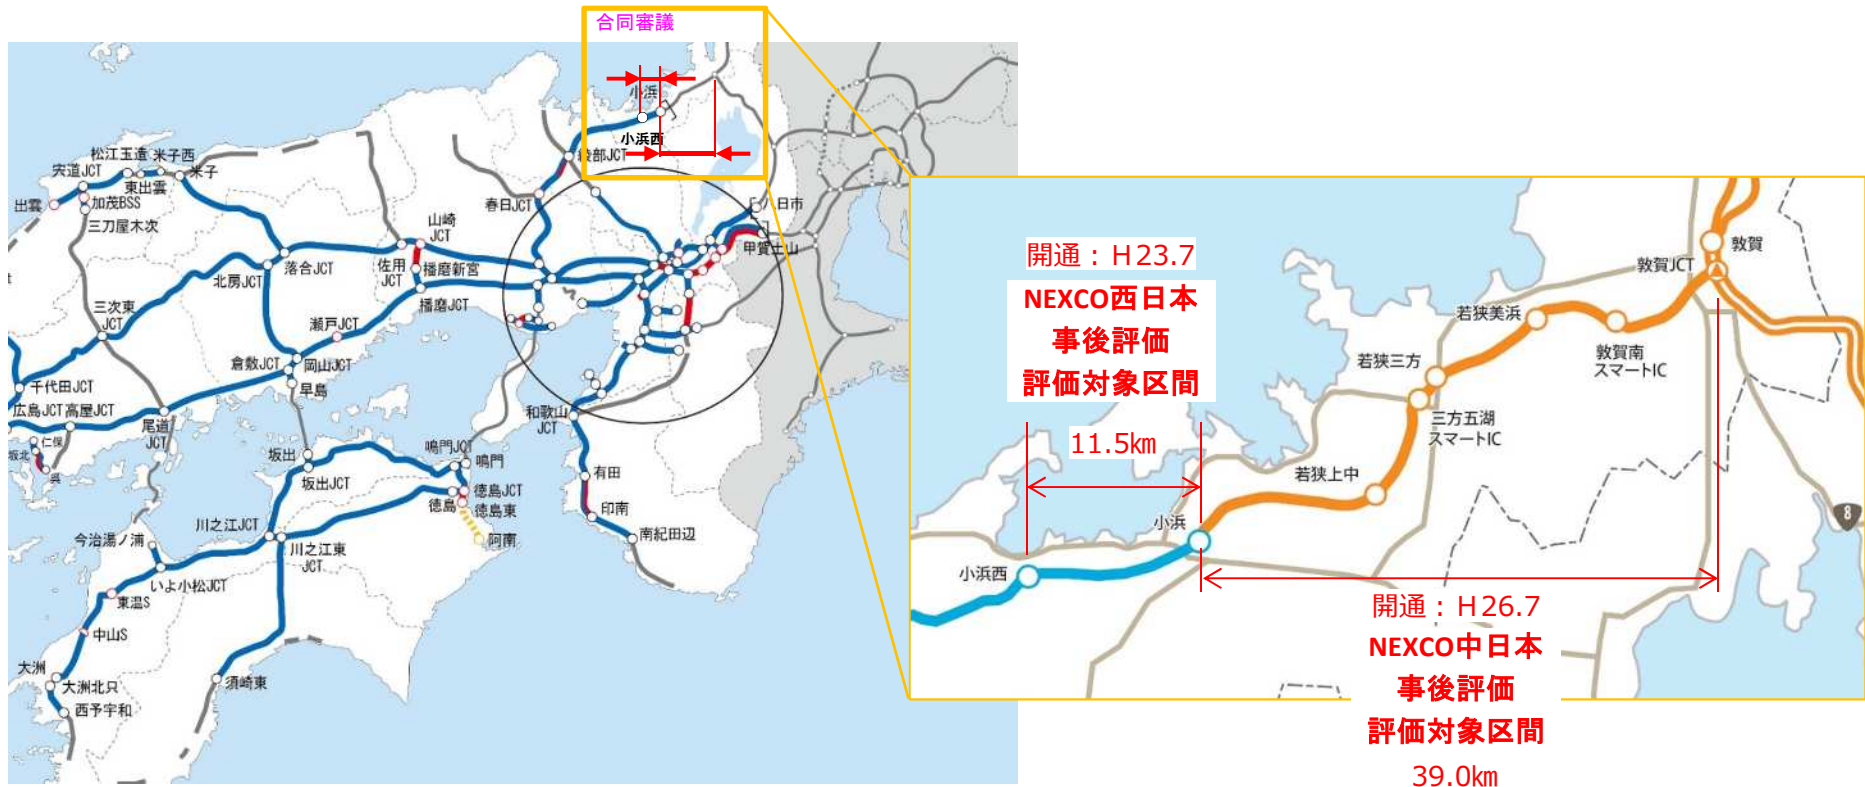 合同審議
小浜
小浜西
綾部JCT
春日JCT
八日市
甲賀土山
松江玉造
米子西
宍道JCT
東出雲
米子
出雲
加茂BSS
三刀屋木次
山崎
JCT
佐用
JCT
播磨新宮
落合JCT
北房JCT
播磨JCT
三次東
JCT
瀬戸JCT
倉敷JCT
岡山JCT
早島
千代田JCT
広島JCT
高屋JCT
尾道
JCT
仁保
坂北
呉
和歌山
JCT
鳴門JCT
鳴門
坂出
坂出JCT
徳島JCT
徳島
徳島東
阿南
有田
印南
南紀田辺
川之江JCT
川之江東
JCT
今治湯ノ浦
いよ小松JCT
東温S
中山S
大洲
大洲北只
西予宇和
須崎東
開通：H23.7
NEXCO西日本
事後評価
評価対象区間
11.5km
敦賀
敦賀JCT
若狭美浜
敦賀南
スマートIC
若狭三方
三方五湖
スマートIC
若狭上中
小浜
小浜西
8
開通：H26.7
NEXCO中日本
事後評価
評価対象区間
39.0km